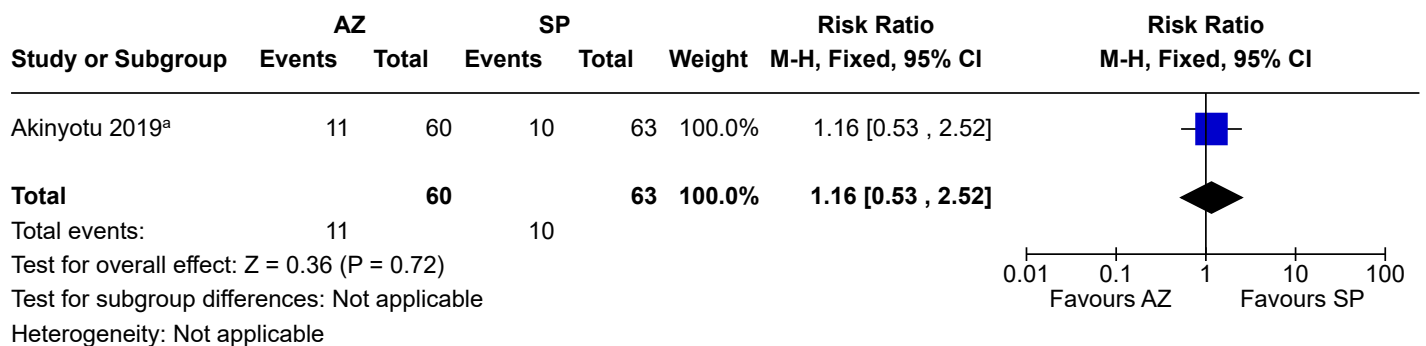 AZ SP Risk Ratio Risk Ratio
Study or Subgroup Events Total Events Total Weight M-H, Fixed, 95% CI M-H, Fixed, 95% CI
Akinyotu 2019ᵃ 11 60 10 63 100.0% 1.16 [0.53 , 2.52]
Total 60 63 100.0% 1.16 [0.53 , 2.52]
Total events: 11 10
Test for overall effect: Z = 0.36 (P = 0.72)
0.01 0.1 1 10 100
Test for subgroup differences: Not applicable
Favours AZ Favours SP
Heterogeneity: Not applicable